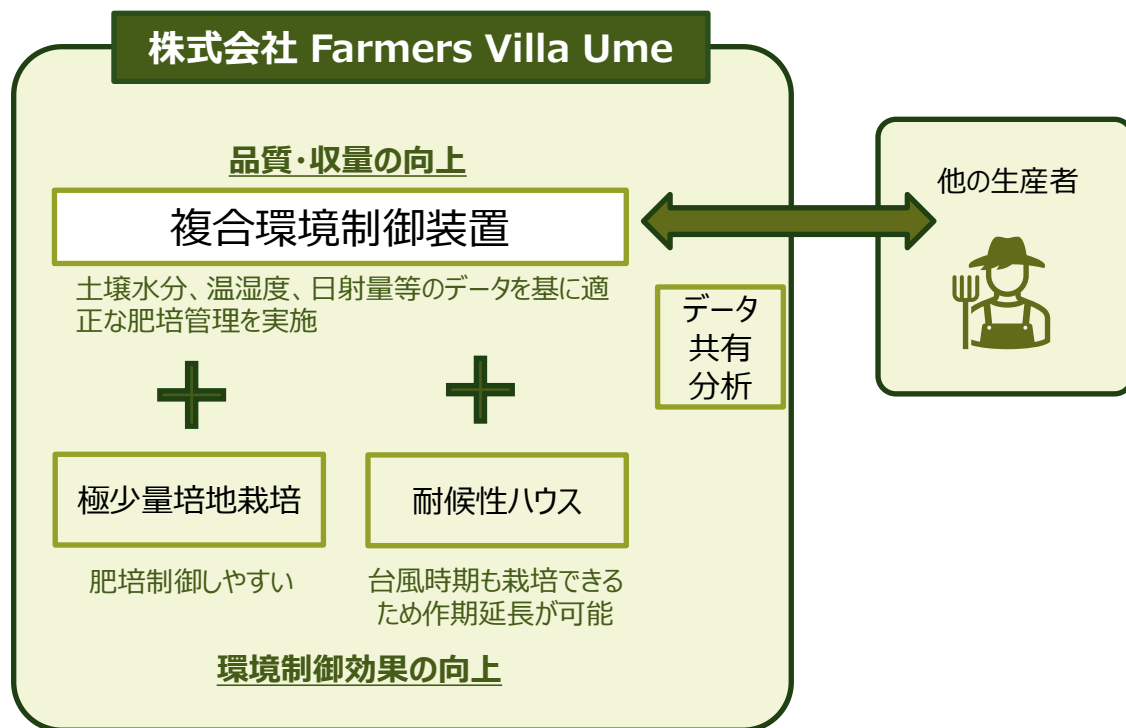 株式会社 Farmers Villa Ume
品質・収量の向上
複合環境制御装置
土壌水分、温湿度、日射量等のデータを基に適
正な肥培管理を実施
データ
共有
分析
他の生産者
極少量培地栽培
耐候性ハウス
肥培制御しやすい
台風時期も栽培できる
ため作期延長が可能
環境制御効果の向上